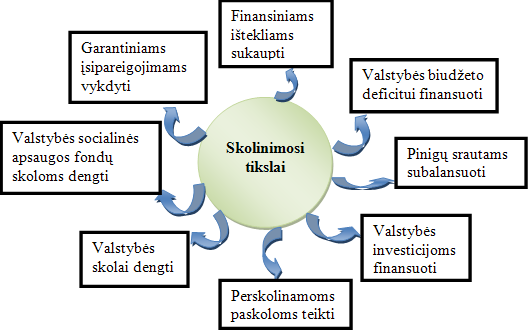 Finansiniams
ištekliams
sukaupti
Garantiniams
įsipareigojimams
vykdyti
Valstybės biudžeto
deficitui finansuoti
Valstybės socialinės
apsaugos fondų
skoloms dengti
Skolinimosi
tikslai
Pinigų srautams
subalansuoti
Valstybės
skolai dengti
Valstybės
investicijoms
finansuoti
Perskolinamoms
paskoloms teikti